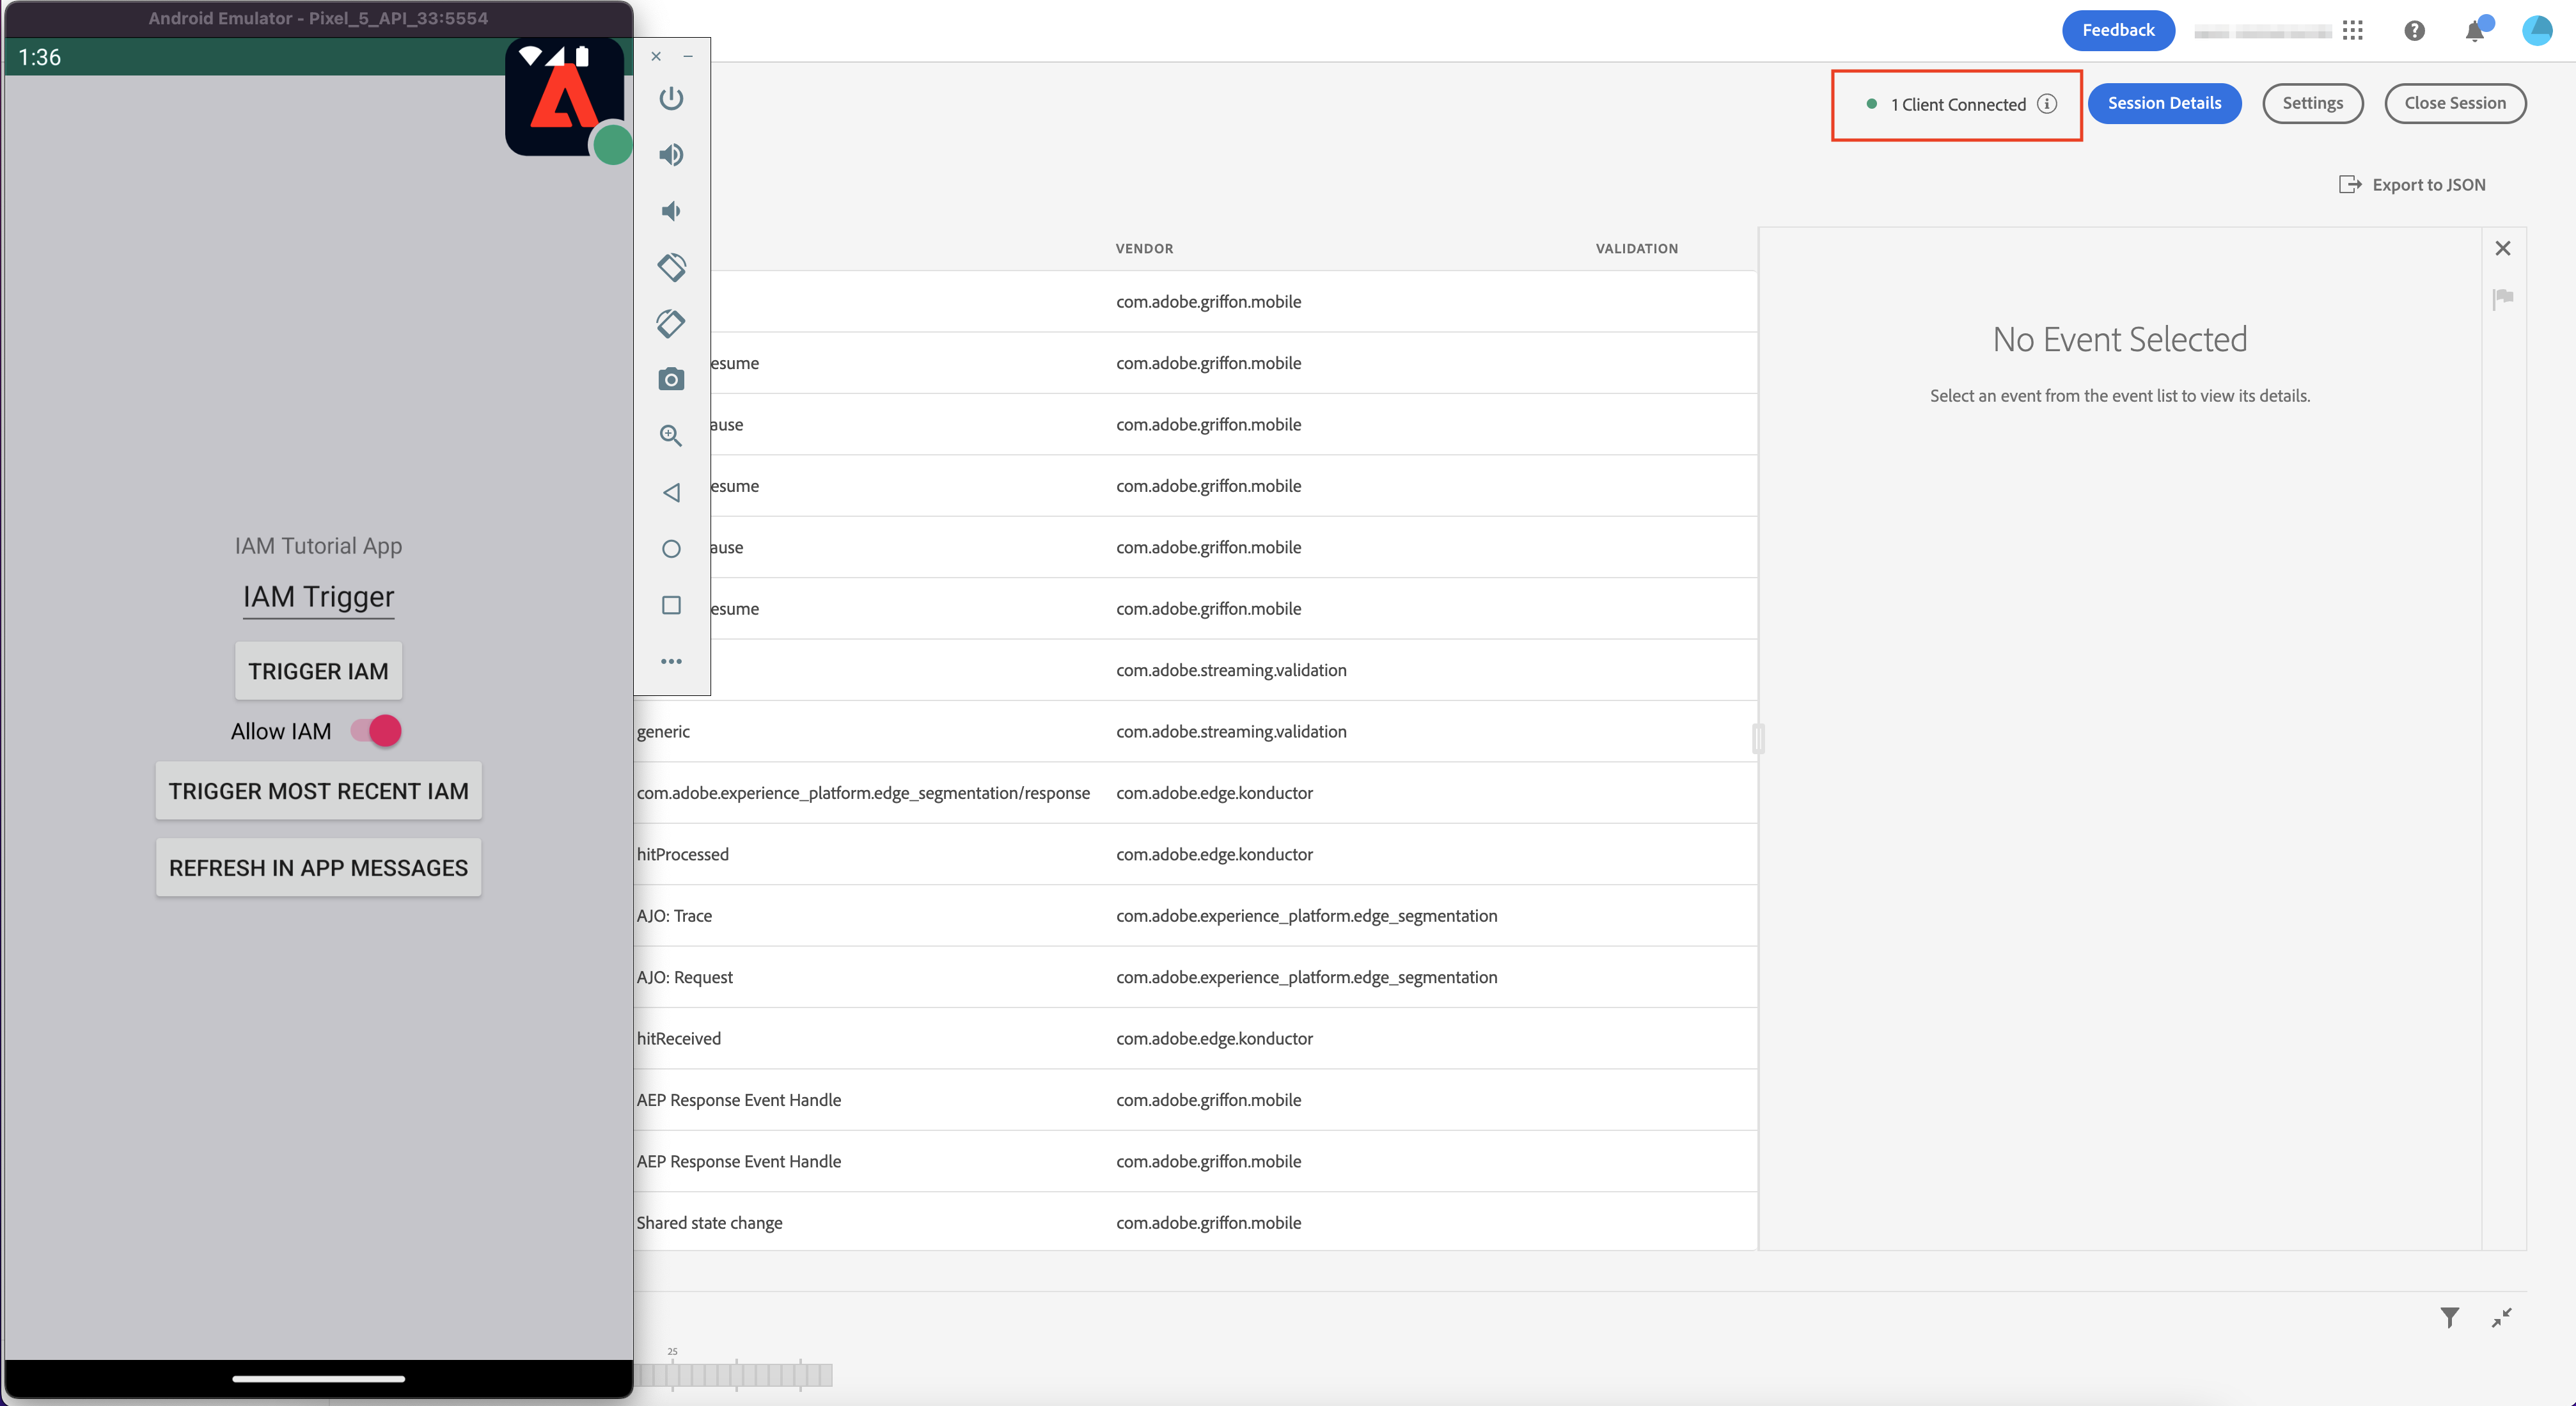 Android Emulator - Pixel_5_API_33:5554
1:36
IAM Tutorial App
IAM Trigger
TRIGGER IAM
Allow IAM
TRIGGER MOST RECENT IAM
REFRESH IN APP MESSAGES
Feedback
1 Client Connected
Session Details
Settings
Close Session
Export to JSON
VENDOR
VALIDATION
com.adobe.griffon.mobile
esume
com.adobe.griffon.mobile
ause
com.adobe.griffon.mobile
esume
com.adobe.griffon.mobile
ause
com.adobe.griffon.mobile
esume
com.adobe.griffon.mobile
com.adobe.streaming.validation
generic
com.adobe.streaming.validation
com.adobe.experience_platform.edge_segmentation/response
com.adobe.edge.konductor
hitProcessed
com.adobe.edge.konductor
AJO: Trace
com.adobe.experience_platform.edge_segmentation
AJO: Request
com.adobe.experience_platform.edge_segmentation
hitReceived
com.adobe.edge.konductor
AEP Response Event Handle
com.adobe.griffon.mobile
AEP Response Event Handle
com.adobe.griffon.mobile
Shared state change
com.adobe.griffon.mobile
No Event Selected
Select an event from the event list to view its details.
25